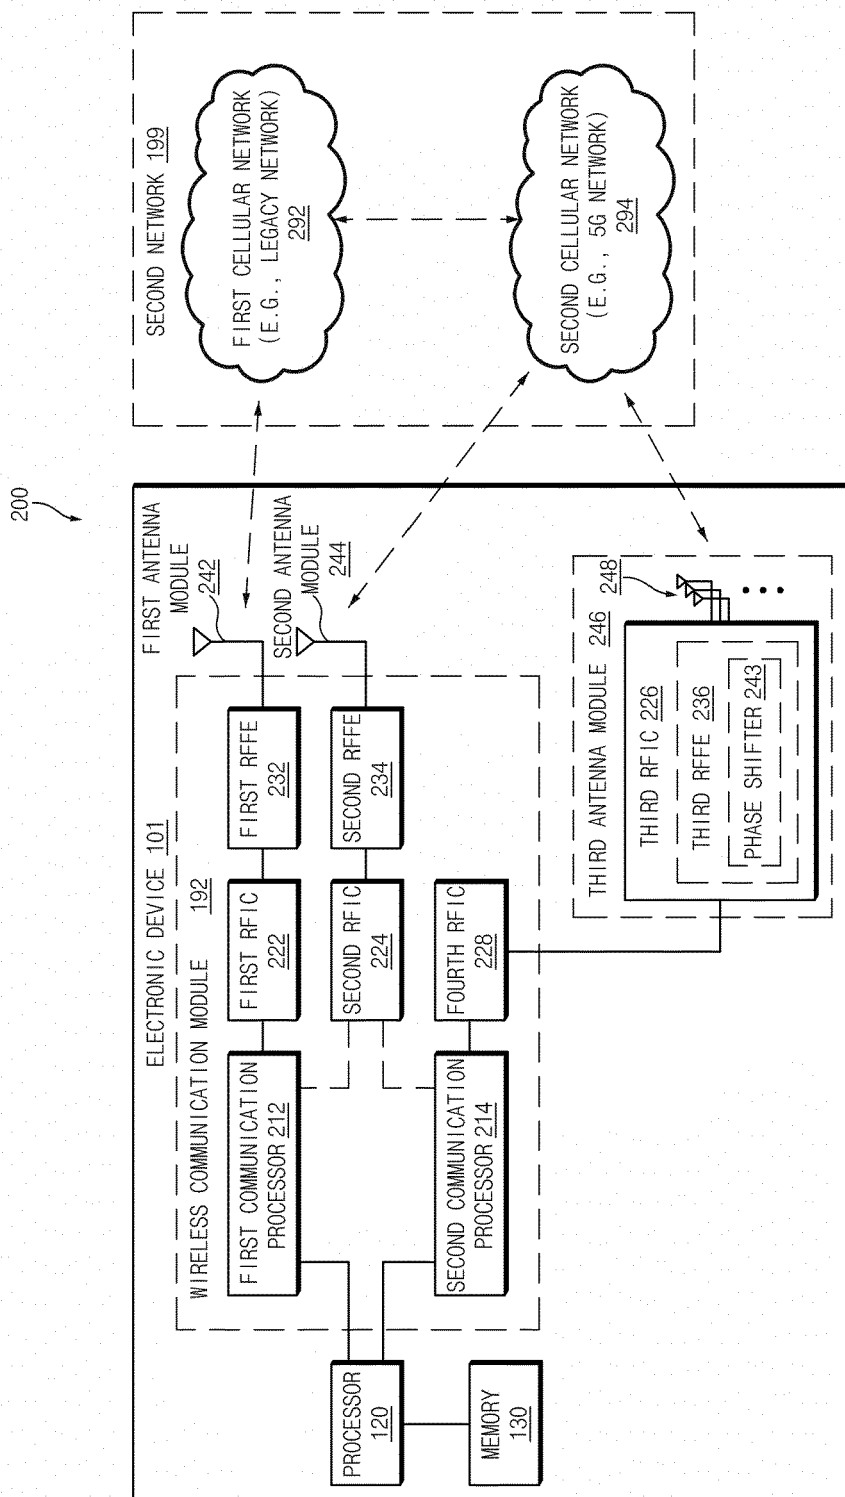 200
SECOND NETWORK 199
FIRST CELLULAR NETWORK
(E.G., LEGACY NETWORK)
292
SECOND CELLULAR NETWORK
(E.G., 5G NETWORK)
294
ELECTRONIC DEVICE 101
FIRST ANTENNA
MODULE
242
SECOND ANTENNA
MODULE
244
WIRELESS COMMUNICATION MODULE 192
FIRST COMMUNICATION
PROCESSOR 212
FIRST RFIC
222
FIRST RFFE
232
SECOND RFIC
224
SECOND RFFE
234
SECOND COMMUNICATION
PROCESSOR 214
FOURTH RFIC
228
PROCESSOR
120
MEMORY
130
THIRD ANTENNA MODULE 246
248
THIRD RFIC 226
THIRD RFFE 236
PHASE SHIFTER 243